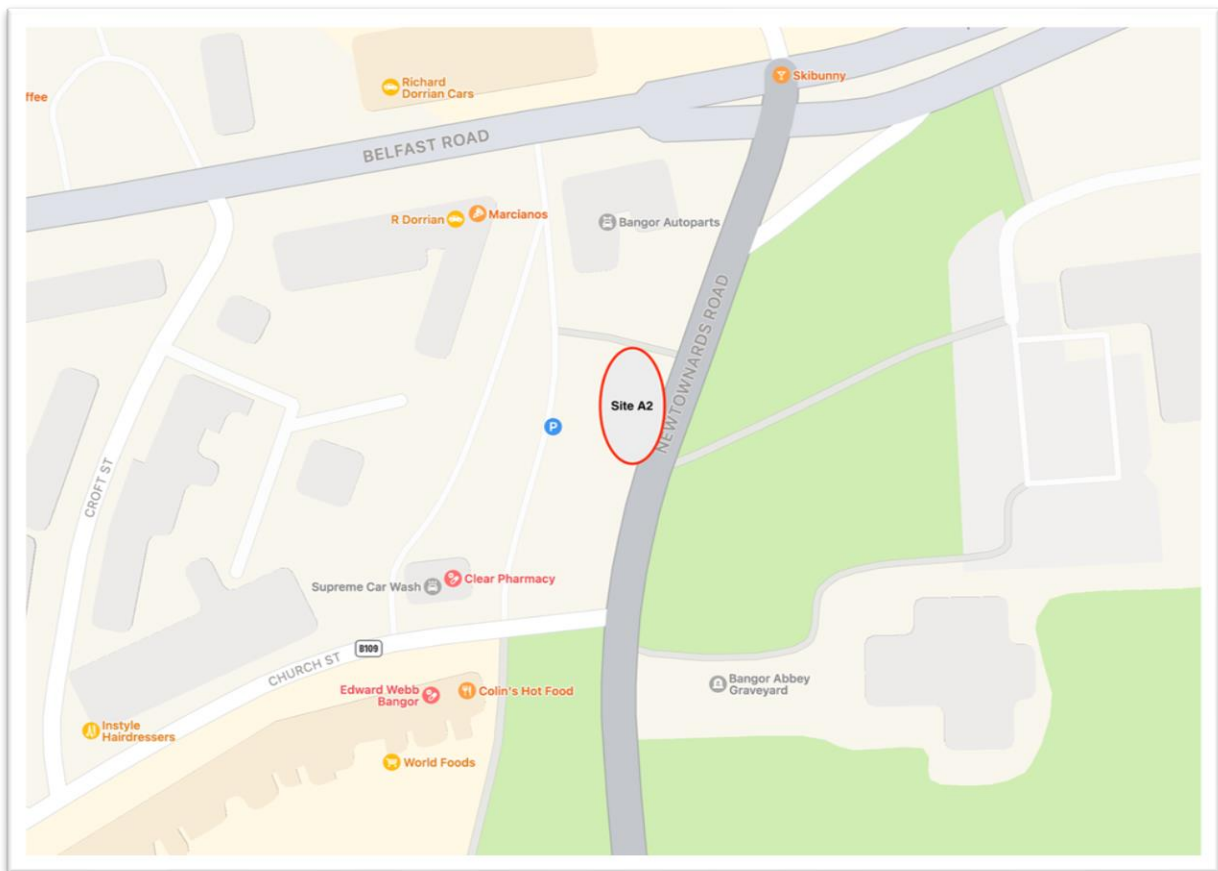 Skibunny
Richard
Dorrian Cars
ffee
BELFAST ROAD
R Dorrian
Marcianos
Bangor Autoparts
NEWTOWNARDS ROAD
Site A2
P
CROFT ST
Supreme Car Wash
Clear Pharmacy
B109
CHURCH ST
Edward Webb
Bangor
Colin's Hot Food
Bangor Abbey
Graveyard
Instyle
Hairdressers
World Foods